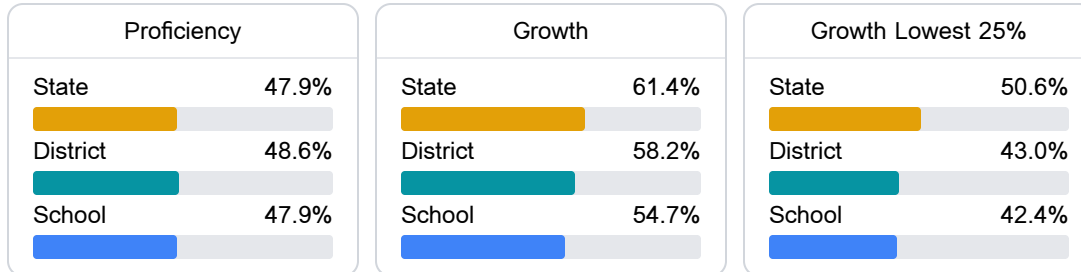 Proficiency
State 47.9%
District 48.6%
School 47.9%
Growth
State 61.4%
District 58.2%
School 54.7%
Growth Lowest 25%
State 50.6%
District 43.0%
School 42.4%